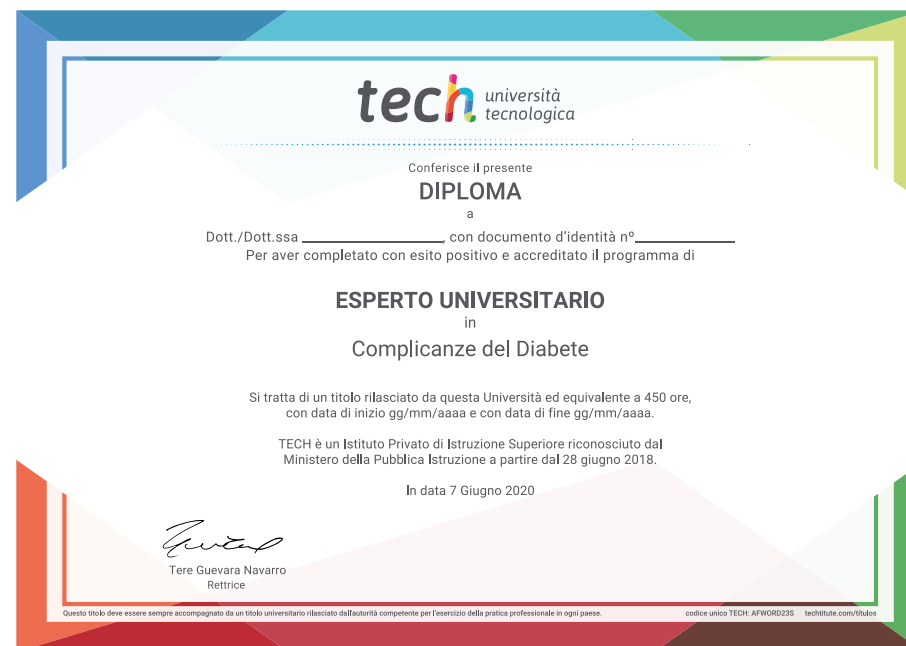 tech università
tecnologica
Conferisce il presente
DIPLOMA
a
Dott./Dott.ssa ____________________, con documento d'identità nº______________
Per aver completato con esito positivo e accreditato il programma di
ESPERTO UNIVERSITARIO
in
Complicanze del Diabete
Si tratta di un titolo rilasciato da questa Università ed equivalente a 450 ore,
con data di inizio gg/mm/aaaa e con data di fine gg/mm/aaaa.
TECH è un Istituto Privato di Istruzione Superiore riconosciuto dal
Ministero della Pubblica Istruzione a partire dal 28 giugno 2018.
In data 7 Giugno 2020
Tere Guevara Navarro
Rettrice
Questo titolo deve essere sempre accompagnato da un titolo universitario rilasciato dall'autorità competente per l'esercizio della pratica professionale in ogni paese.
codice unico TECH: AFWORD23S techtitute.com/títulos